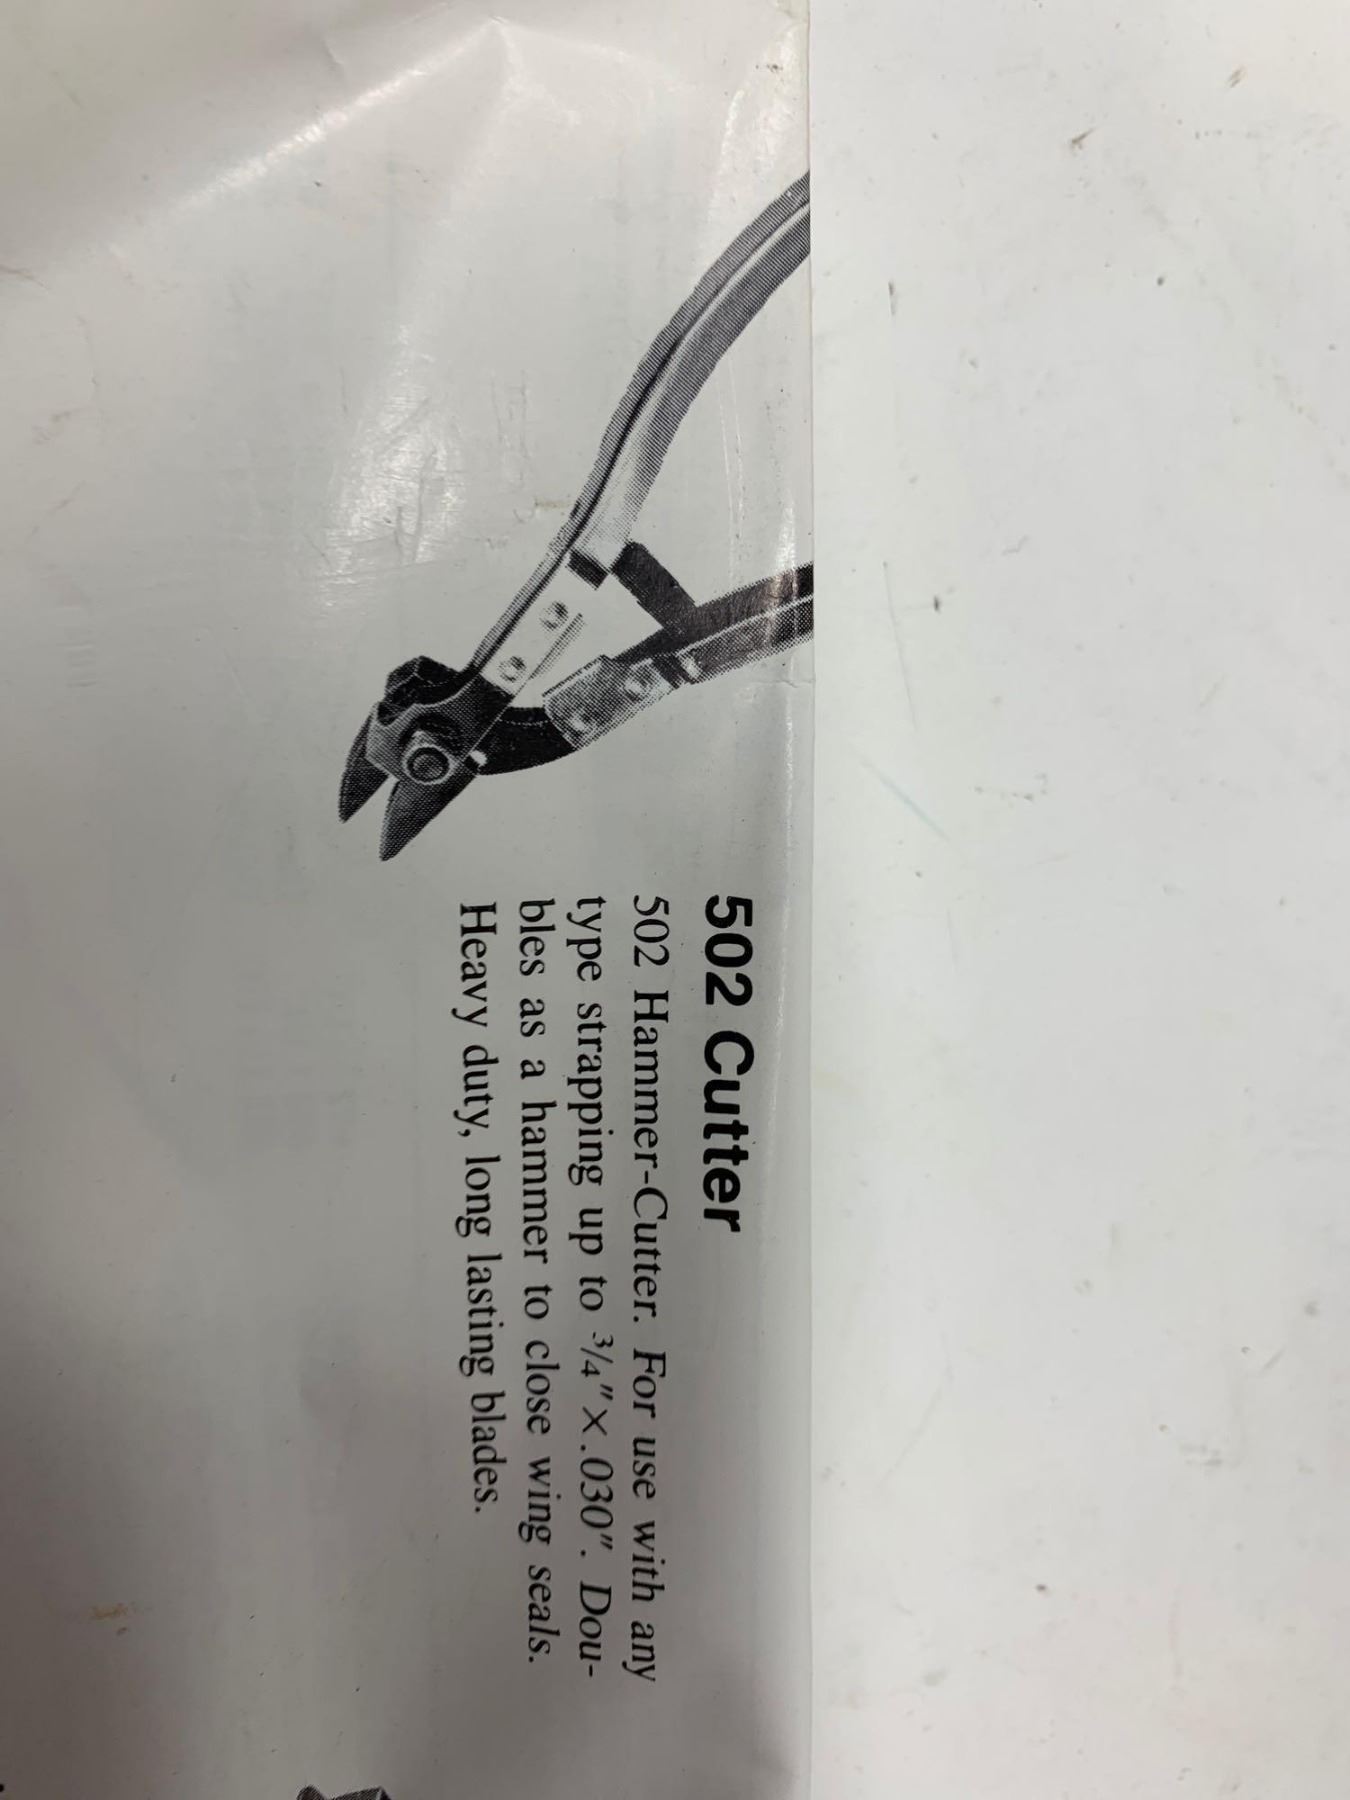 502 Cutter
502 Hammer-Cutter. For use with any
type strapping up to 3/4"×.030". Dou-
bles as a hammer to close wing seals.
Heavy duty, long lasting blades.